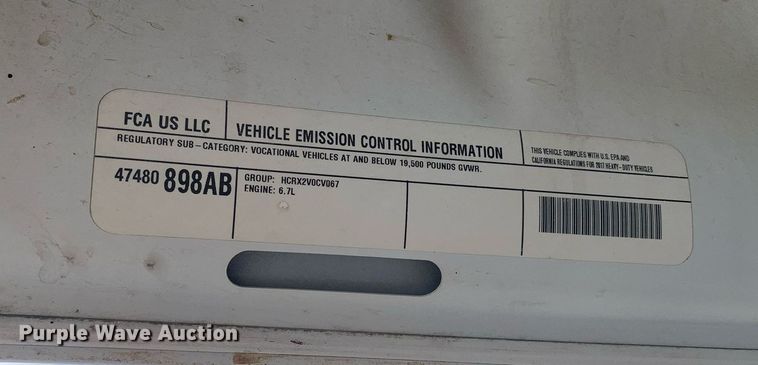 FCA US LLC
VEHICLE EMISSION CONTROL INFORMATION
THIS VEHICLE COMPLIES WITH U.S. EPA AND
CALIFORNIA REGULATIONS FOR 2017 HEAVY-DUTY VEHICLES
REGULATORY SUB-CATEGORY: VOCATIONAL VEHICLES AT AND BELOW 19,500 POUNDS GVWR.
47480 898AB
GROUP: HCRX2VOCV067
ENGINE: 6.7L
Purple Wave Auction